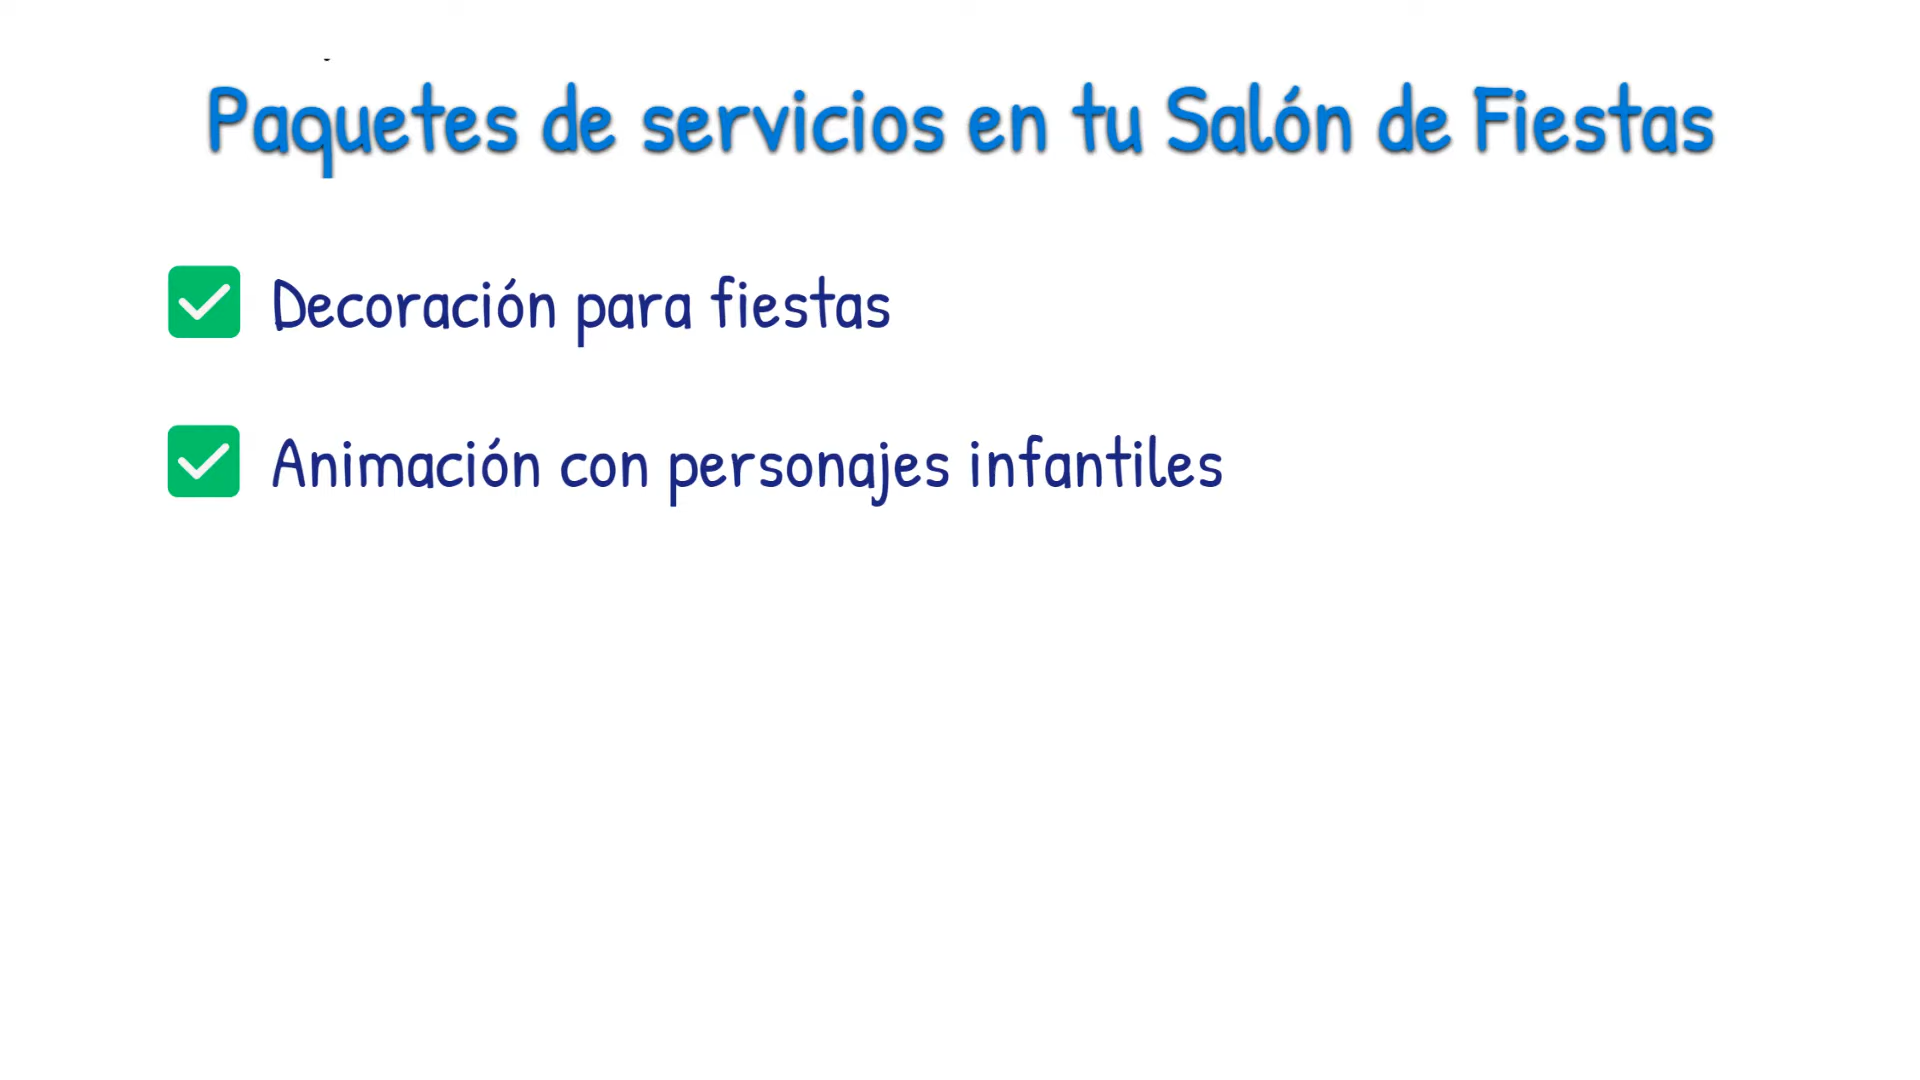 Paquetes de servicios en tu Salón de Fiestas
Decoración para fiestas
Animación con personajes infantiles